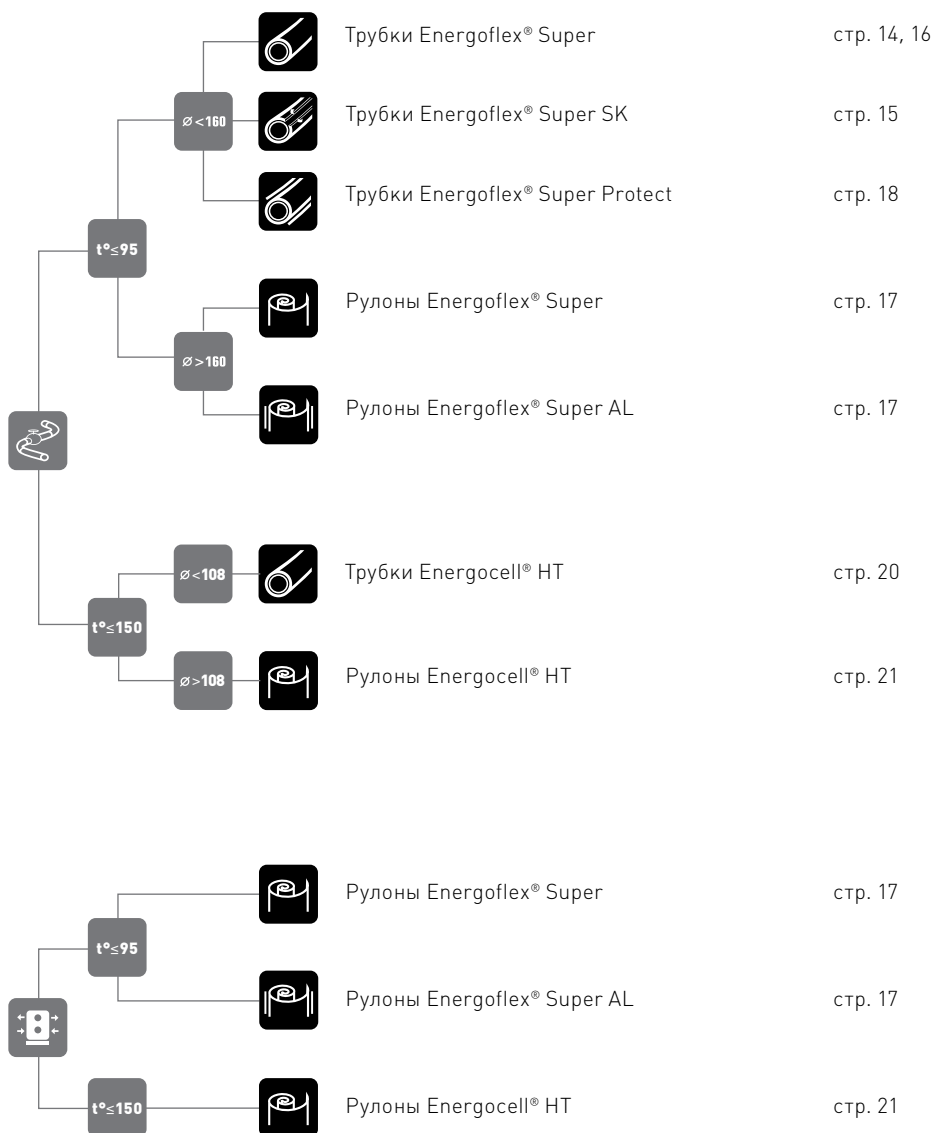 Трубки Energoflex® Super стр. 14, 16
ø<160 Трубки Energoflex® Super SK стр. 15
Трубки Energoflex® Super Protect стр. 18
t°≤95
Рулоны Energoflex® Super стр. 17
ø>160
Рулоны Energoflex® Super AL стр. 17
ø<108 Трубки Energocell® HT стр. 20
t°≤150
ø>108 Рулоны Energocell® HT стр. 21
Рулоны Energoflex® Super стр. 17
t°≤95
Рулоны Energoflex® Super AL стр. 17
t°≤150 Рулоны Energocell® HT стр. 21